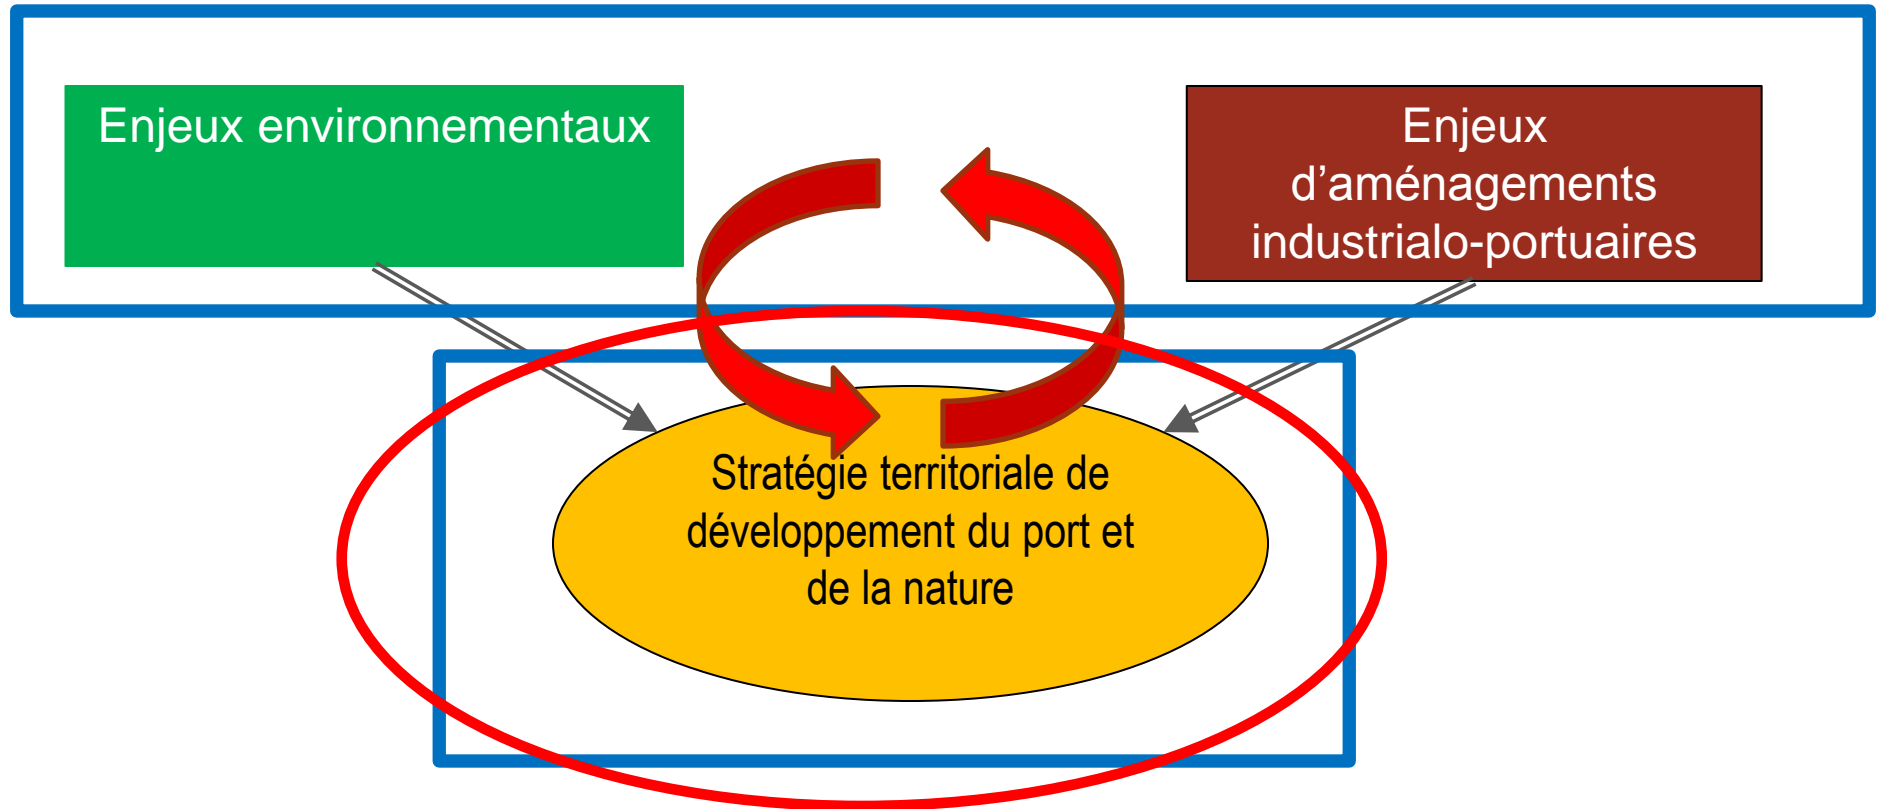 Enjeux environnementaux
Enjeux
d’aménagements
industrialo-portuaires
Stratégie territoriale de
développement du port et
de la nature